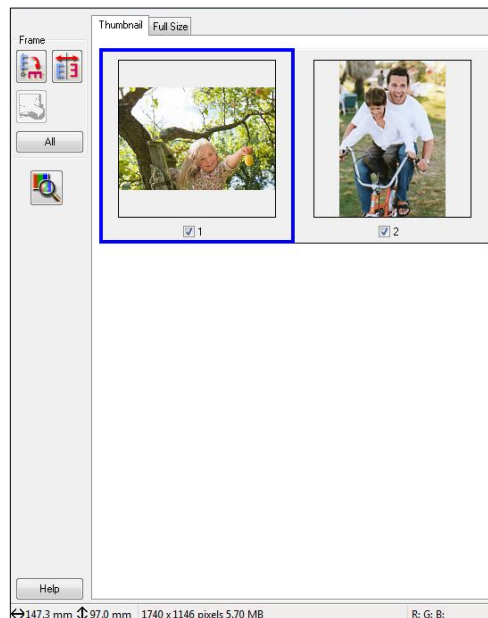 Thumbnail Full Size
Frame
All
1 2
Help
147.3 mm 97.0 mm 1740 x 1146 pixels 5.70 MB R: G: B: